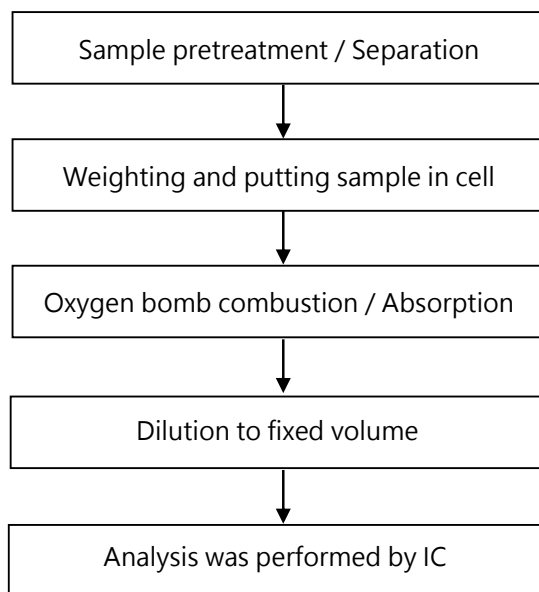 Sample pretreatment / Separation
Weighting and putting sample in cell
Oxygen bomb combustion / Absorption
Dilution to fixed volume
Analysis was performed by IC